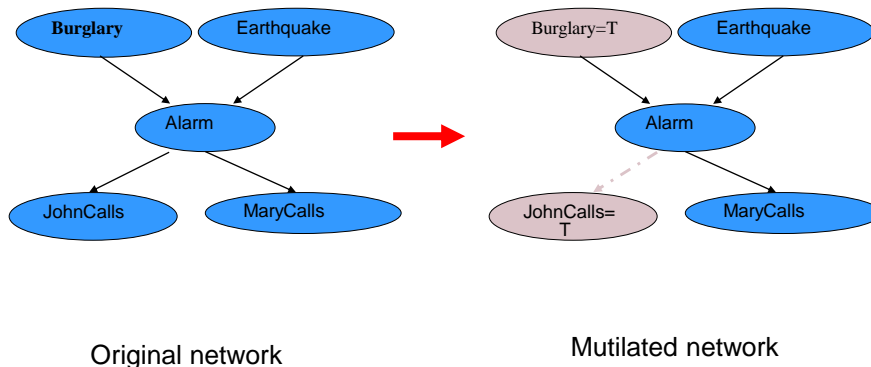 Burglary
Earthquake
Alarm
JohnCalls
MaryCalls
Original network
Burglary=T
Earthquake
Alarm
JohnCalls=
T
MaryCalls
Mutilated network